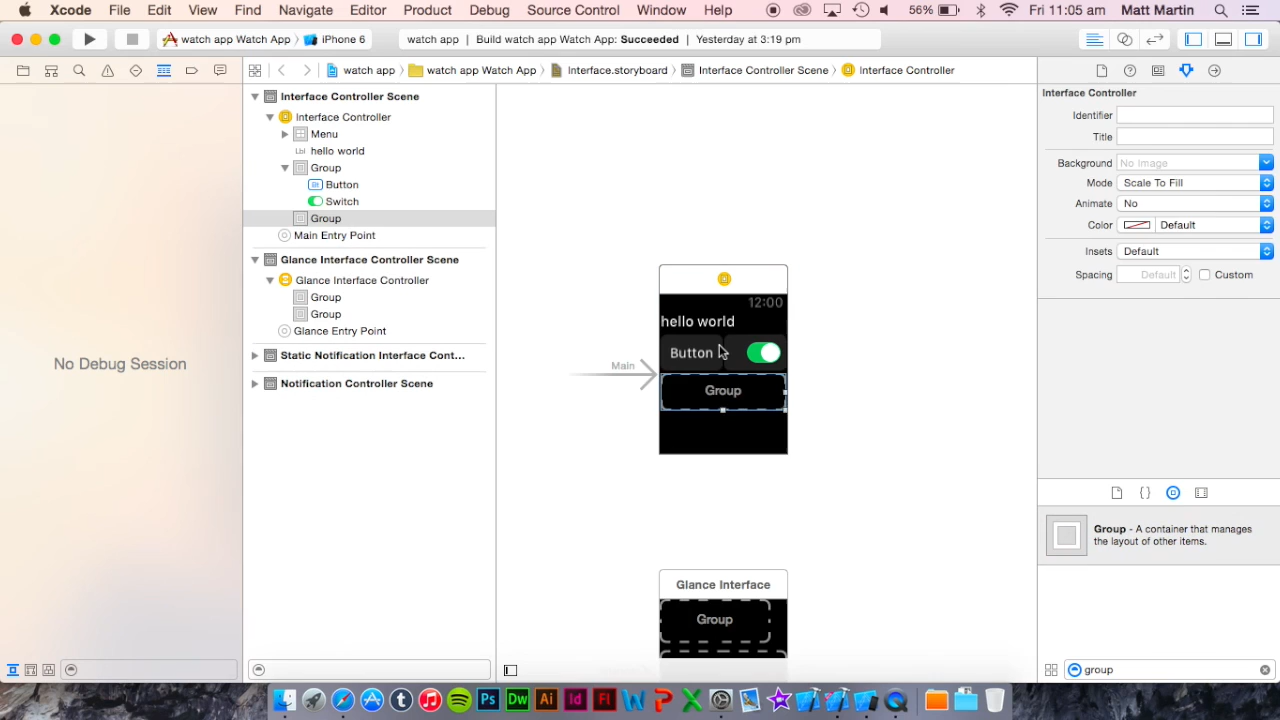 Xcode File Edit View Find Navigate Editor Product Debug Source Control Window Help 56% Fri 11:05 am Matt Martin
watch app Watch App iPhone 6 watch app Build watch app Watch App: Succeeded Yesterday at 3:19 pm
watch app watch app Watch App Interface.storyboard Interface Controller Scene Interface Controller
No Debug Session
Interface Controller Scene
Interface Controller
Menu
Lbl hello world
Group
Button
Switch
Group
Main Entry Point
Glance Interface Controller Scene
Glance Interface Controller
Group
Group
Glance Entry Point
Static Notification Interface Cont...
Notification Controller Scene
Main
12:00
hello world
Button
Group
Glance Interface
Group
Interface Controller
Identifier
Title
Background No Image
Mode Scale To Fill
Animate No
Color Default
Insets Default
Spacing Default Custom
{ }
Group - A container that manages
the layout of other items.
group
t Ps Dw Ai Id Fl W P X